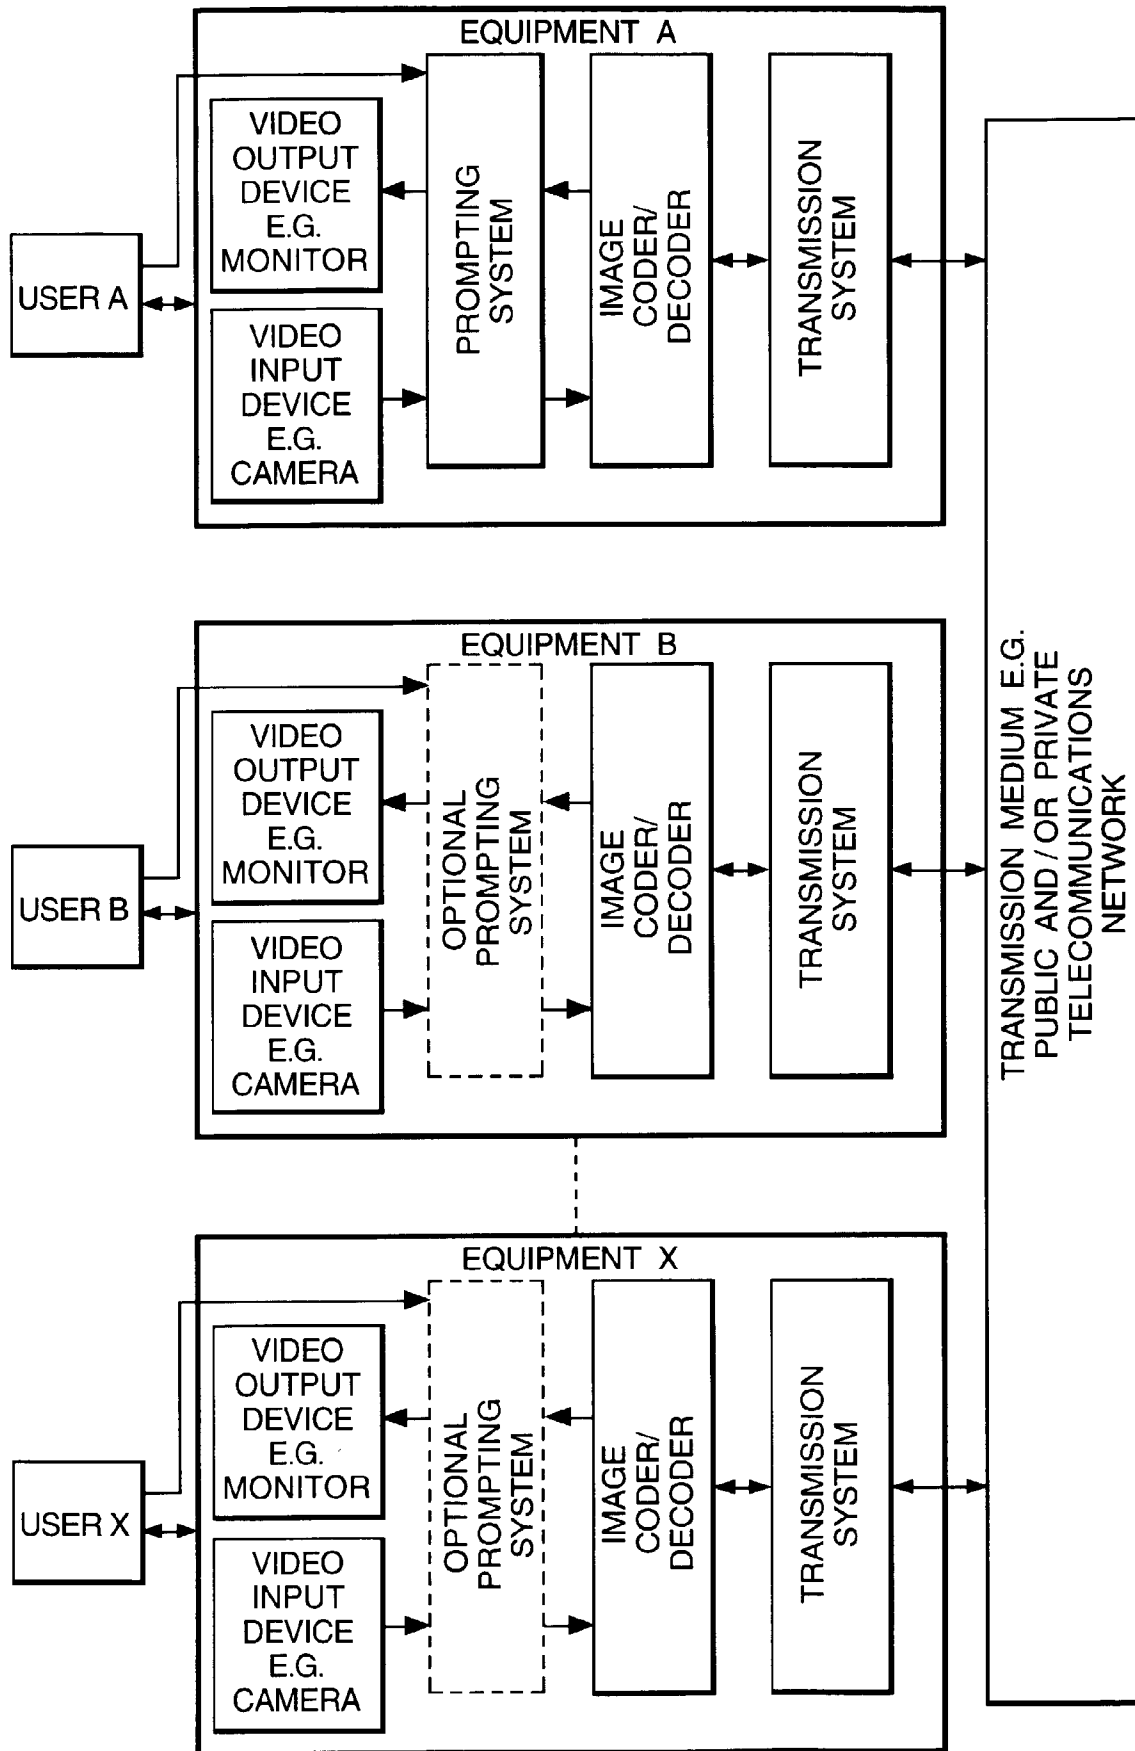 EQUIPMENT A
USER A
VIDEO
OUTPUT
DEVICE
E.G.
MONITOR
VIDEO
INPUT
DEVICE
E.G.
CAMERA
PROMPTING
SYSTEM
IMAGE
CODER/
DECODER
TRANSMISSION
SYSTEM
EQUIPMENT B
USER B
VIDEO
OUTPUT
DEVICE
E.G.
MONITOR
VIDEO
INPUT
DEVICE
E.G.
CAMERA
OPTIONAL
PROMPTING
SYSTEM
IMAGE
CODER/
DECODER
TRANSMISSION
SYSTEM
EQUIPMENT X
USER X
VIDEO
OUTPUT
DEVICE
E.G.
MONITOR
VIDEO
INPUT
DEVICE
E.G.
CAMERA
OPTIONAL
PROMPTING
SYSTEM
IMAGE
CODER/
DECODER
TRANSMISSION
SYSTEM
TRANSMISSION MEDIUM E.G.
PUBLIC AND/OR PRIVATE
TELECOMMUNICATIONS
NETWORK